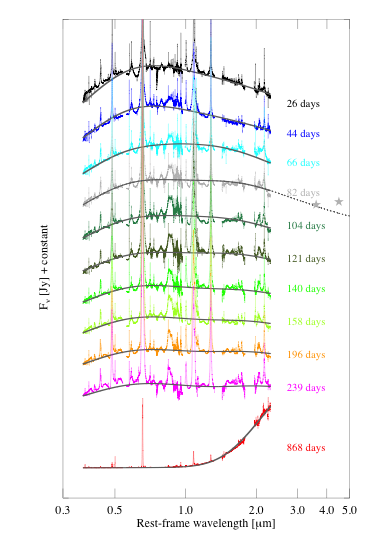 26 days
44 days
66 days
82 days
104 days
121 days
140 days
158 days
196 days
239 days
868 days
Fν [Jy] + constant
0.3 0.5 1.0 2.0 3.0 4.0 5.0
Rest-frame wavelength [μm]